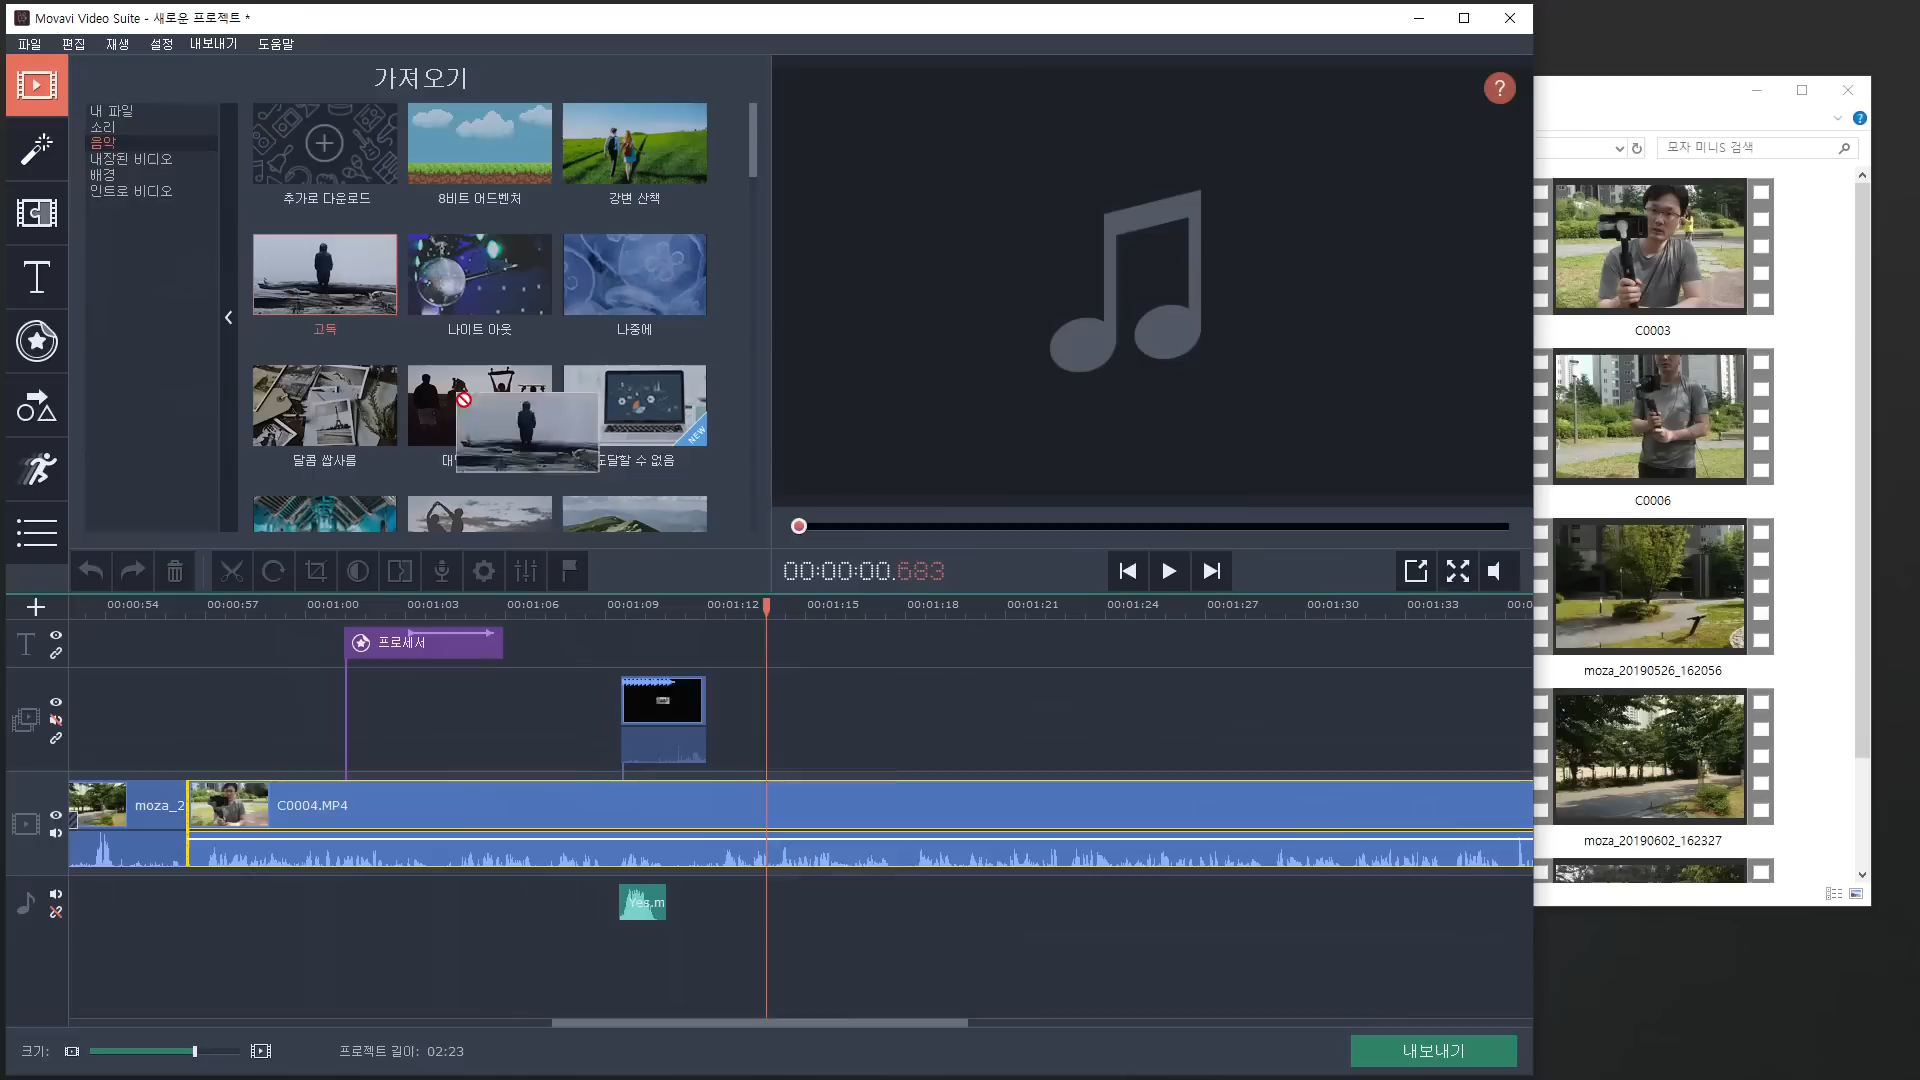 Movavi Video Suite - 새로운 프로젝트 *
파일 편집 재생 설정 내보내기 도움말
가져오기
내 파일
소리
음악
내장된 비디오
배경
인트로 비디오
추가로 다운로드
8비트 어드벤처
강변 산책
고독
나이트 아웃
나중에
달콤 쌉사름
도달할 수 없음
NEW
?
00:00:00.683
00:00:54 00:00:57 00:01:00 00:01:03 00:01:06 00:01:09 00:01:12 00:01:15 00:01:18 00:01:21 00:01:24 00:01:27 00:01:30 00:01:33 00:0
T
프로세서
moza_2
C0004.MP4
Yes.m
크기:
프로젝트 길이: 02:23
내보내기
?
모자 미니S 검색
C0003
C0006
moza_20190526_162056
moza_20190602_162327